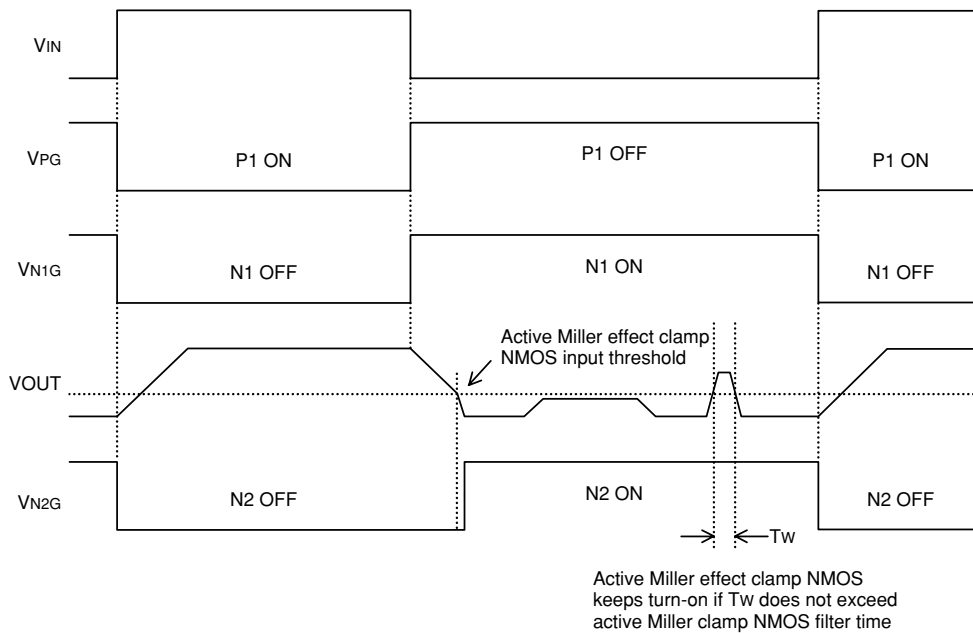 VIN
VPG
P1 ON
P1 OFF
P1 ON
VN1G
N1 OFF
N1 ON
N1 OFF
Active Miller effect clamp
NMOS input threshold
VOUT
VN2G
N2 OFF
N2 ON
N2 OFF
TW
Active Miller effect clamp NMOS
keeps turn-on if TW does not exceed
active Miller clamp NMOS filter time